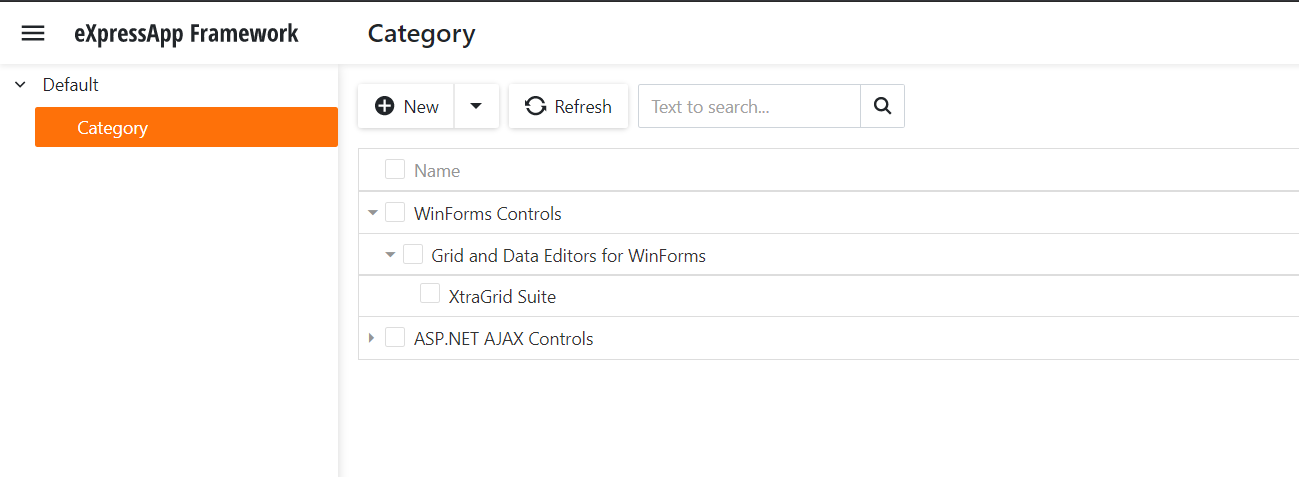 eXpressApp Framework
Category
Default
Category
New
Refresh
Text to search...
Name
WinForms Controls
Grid and Data Editors for WinForms
XtraGrid Suite
ASP.NET AJAX Controls